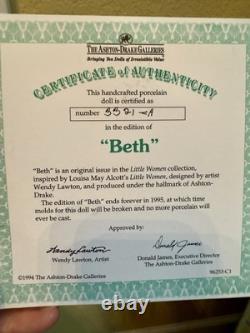 THE ASHTON-DRAKE GALLERIES
Bringing You Dolls of Irresistible Value
CERTIFICATE of AUTHENTICITY
This handcrafted porcelain
doll is certified as
number 5521-A
in the edition of
"Beth"
"Beth" is an original issue in the Little Women collection,
inspired by Louisa May Alcott's Little Women, designed by artist
Wendy Lawton, and produced under the hallmark of Ashton-
Drake.
The edition of "Beth" ends forever in 1995, at which time
molds for this doll will be broken and no more porcelain will ever be
cast.
Approved by:
Wendy Lawton
Donald James
Wendy Lawton, Artist
Donald James, Executive Director
The Ashton-Drake Galleries
©1994 The Ashton-Drake Galleries
96253-C1